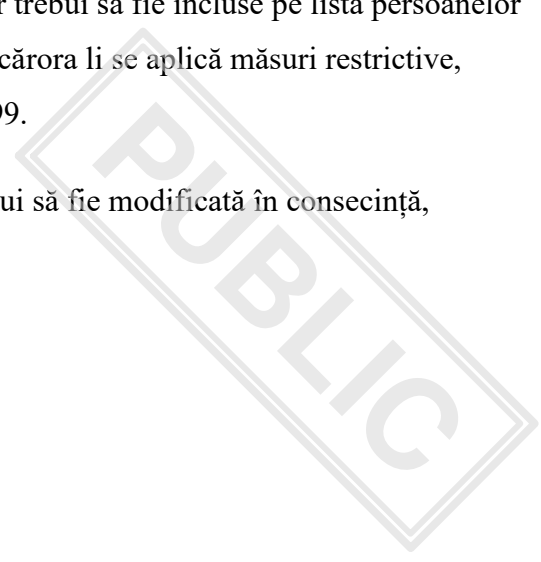 r trebui să fie incluse pe lista persoanelor
cărora li se aplică măsuri restrictive,
99.
ui să fie modificată în consecință,
PUBLIC